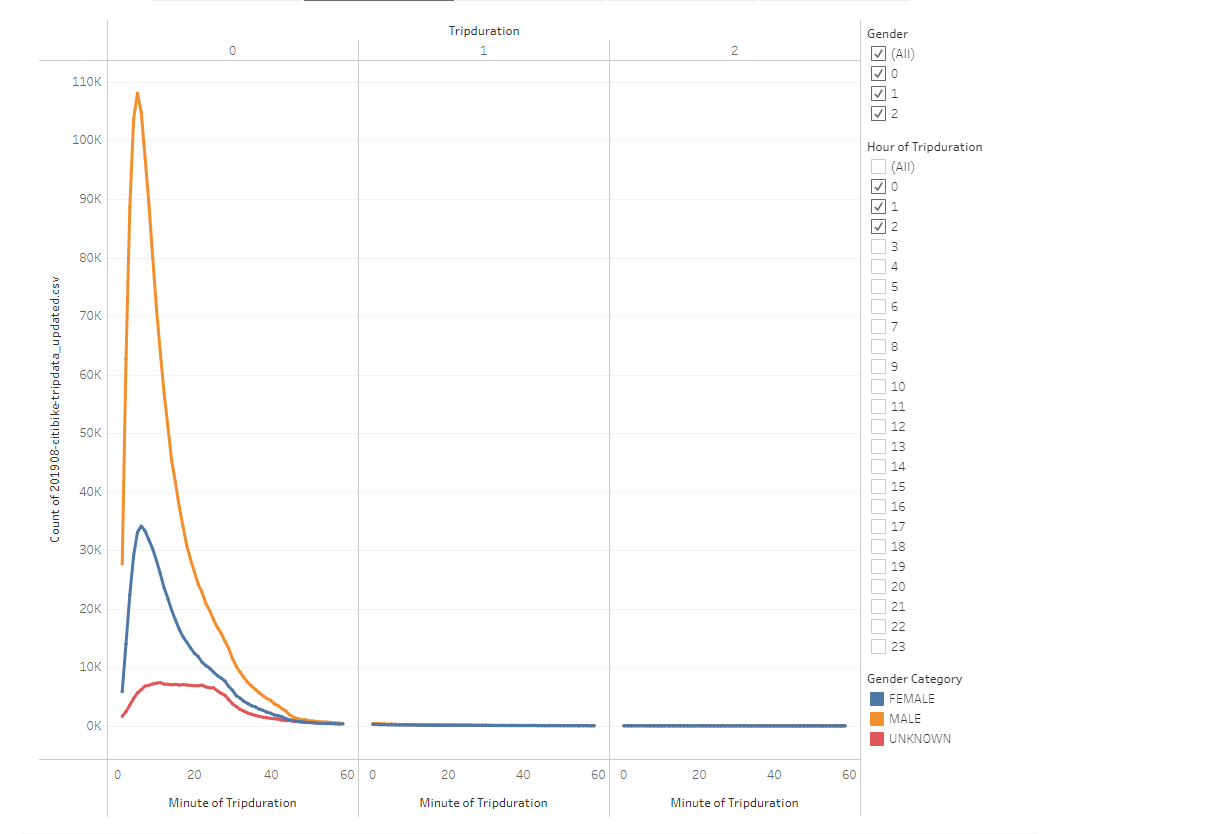 Tripduration
0 1 2
110K
100K
90K
80K
70K
60K
50K
40K
30K
20K
10K
0K
Count of 201908-citibike-tripdata_updated.csv
0 20 40 60 0 20 40 60 0 20 40 60
Minute of Tripduration Minute of Tripduration Minute of Tripduration
Gender
(All)
0
1
2
Hour of Tripduration
(All)
0
1
2
3
4
5
6
7
8
9
10
11
12
13
14
15
16
17
18
19
20
21
22
23
Gender Category
FEMALE
MALE
UNKNOWN